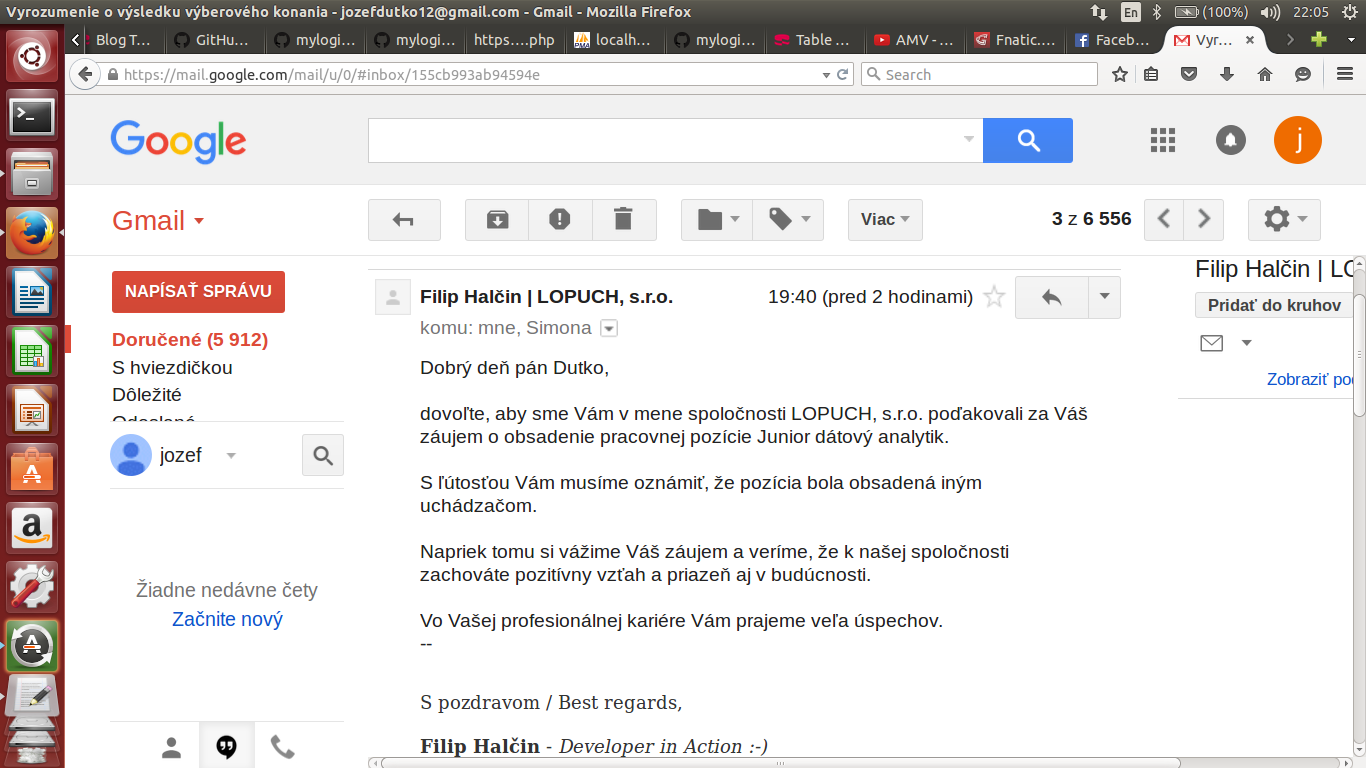 Vyrozumenie o výsledku výberového konania - jozefdutko12@gmail.com - Gmail - Mozilla Firefox
En (100%) 22:05
Blog T... GitHu... mylogi... mylogi... https....php localh... mylogi... Table ... AMV - ... Fnatic.... Faceb... Vyr...
https://mail.google.com/mail/u/0/#inbox/155cb993ab94594e
Search
Google
j
Gmail
Viac
3 z 6 556
NAPÍSAŤ SPRÁVU
Doručené (5 912)
S hviezdičkou
Dôležité
Odoslané
jozef
Žiadne nedávne čety
Začnite nový
Filip Halčin | LOPUCH, s.r.o.
19:40 (pred 2 hodinami)
komu: mne, Simona
Dobrý deň pán Dutko,
dovoľte, aby sme Vám v mene spoločnosti LOPUCH, s.r.o. poďakovali za Váš
záujem o obsadenie pracovnej pozície Junior dátový analytik.
S ľútosťou Vám musíme oznámiť, že pozícia bola obsadená iným
uchádzačom.
Napriek tomu si vážime Váš záujem a veríme, že k našej spoločnosti
zachováte pozitívny vzťah a priazeň aj v budúcnosti.
Vo Vašej profesionálnej kariére Vám prajeme veľa úspechov.
--
S pozdravom / Best regards,
Filip Halčin - Developer in Action :-)
Filip Halčin | LO
Pridať do kruhov
Zobraziť po